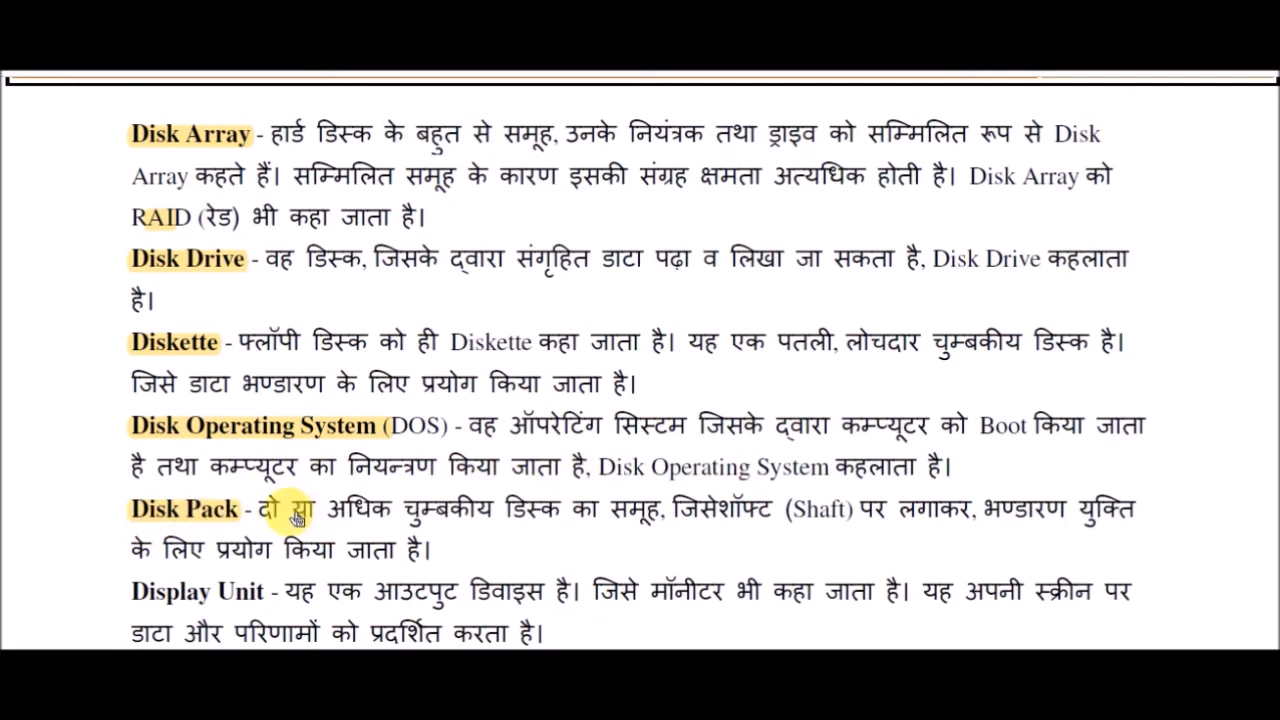 Disk Array - हार्ड डिस्क के बहुत से समूह, उनके नियंत्रक तथा ड्राइव को सम्मिलित रूप से Disk
Array कहते हैं। सम्मिलित समूह के कारण इसकी संग्रह क्षमता अत्यधिक होती है। Disk Array को
RAID (रेड) भी कहा जाता है।
Disk Drive - वह डिस्क, जिसके द्वारा संगृहित डाटा पढ़ा व लिखा जा सकता है, Disk Drive कहलाता
है।
Diskette - फ्लॉपी डिस्क को ही Diskette कहा जाता है। यह एक पतली, लोचदार चुम्बकीय डिस्क है।
जिसे डाटा भण्डारण के लिए प्रयोग किया जाता है।
Disk Operating System (DOS) - वह ऑपरेटिंग सिस्टम जिसके द्वारा कम्प्यूटर को Boot किया जाता
है तथा कम्प्यूटर का नियन्त्रण किया जाता है, Disk Operating System कहलाता है।
Disk Pack - दो या अधिक चुम्बकीय डिस्क का समूह, जिसेशॉफ्ट (Shaft) पर लगाकर, भण्डारण युक्ति
के लिए प्रयोग किया जाता है।
Display Unit - यह एक आउटपुट डिवाइस है। जिसे मॉनीटर भी कहा जाता है। यह अपनी स्क्रीन पर
डाटा और परिणामों को प्रदर्शित करता है।